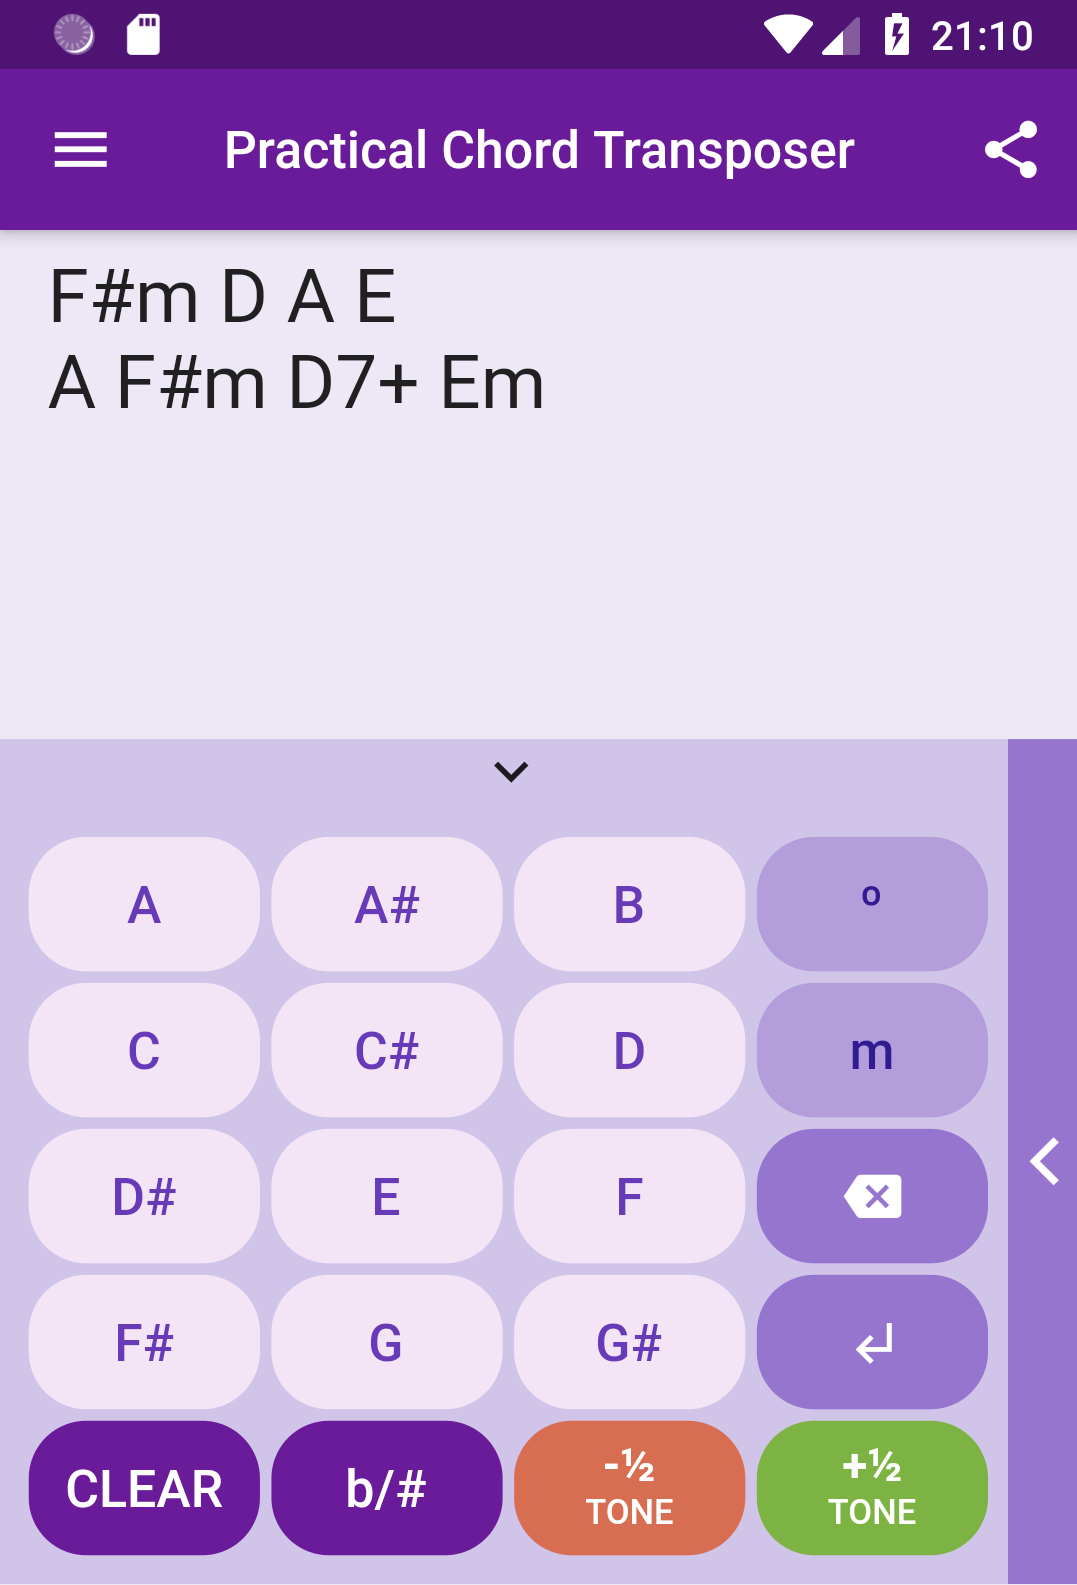 21:10
Practical Chord Transposer
F#m D A E
A F#m D7+ Em
A A# B º
C C# D m
D# E F
F# G G#
CLEAR b/# -½ TONE +½ TONE